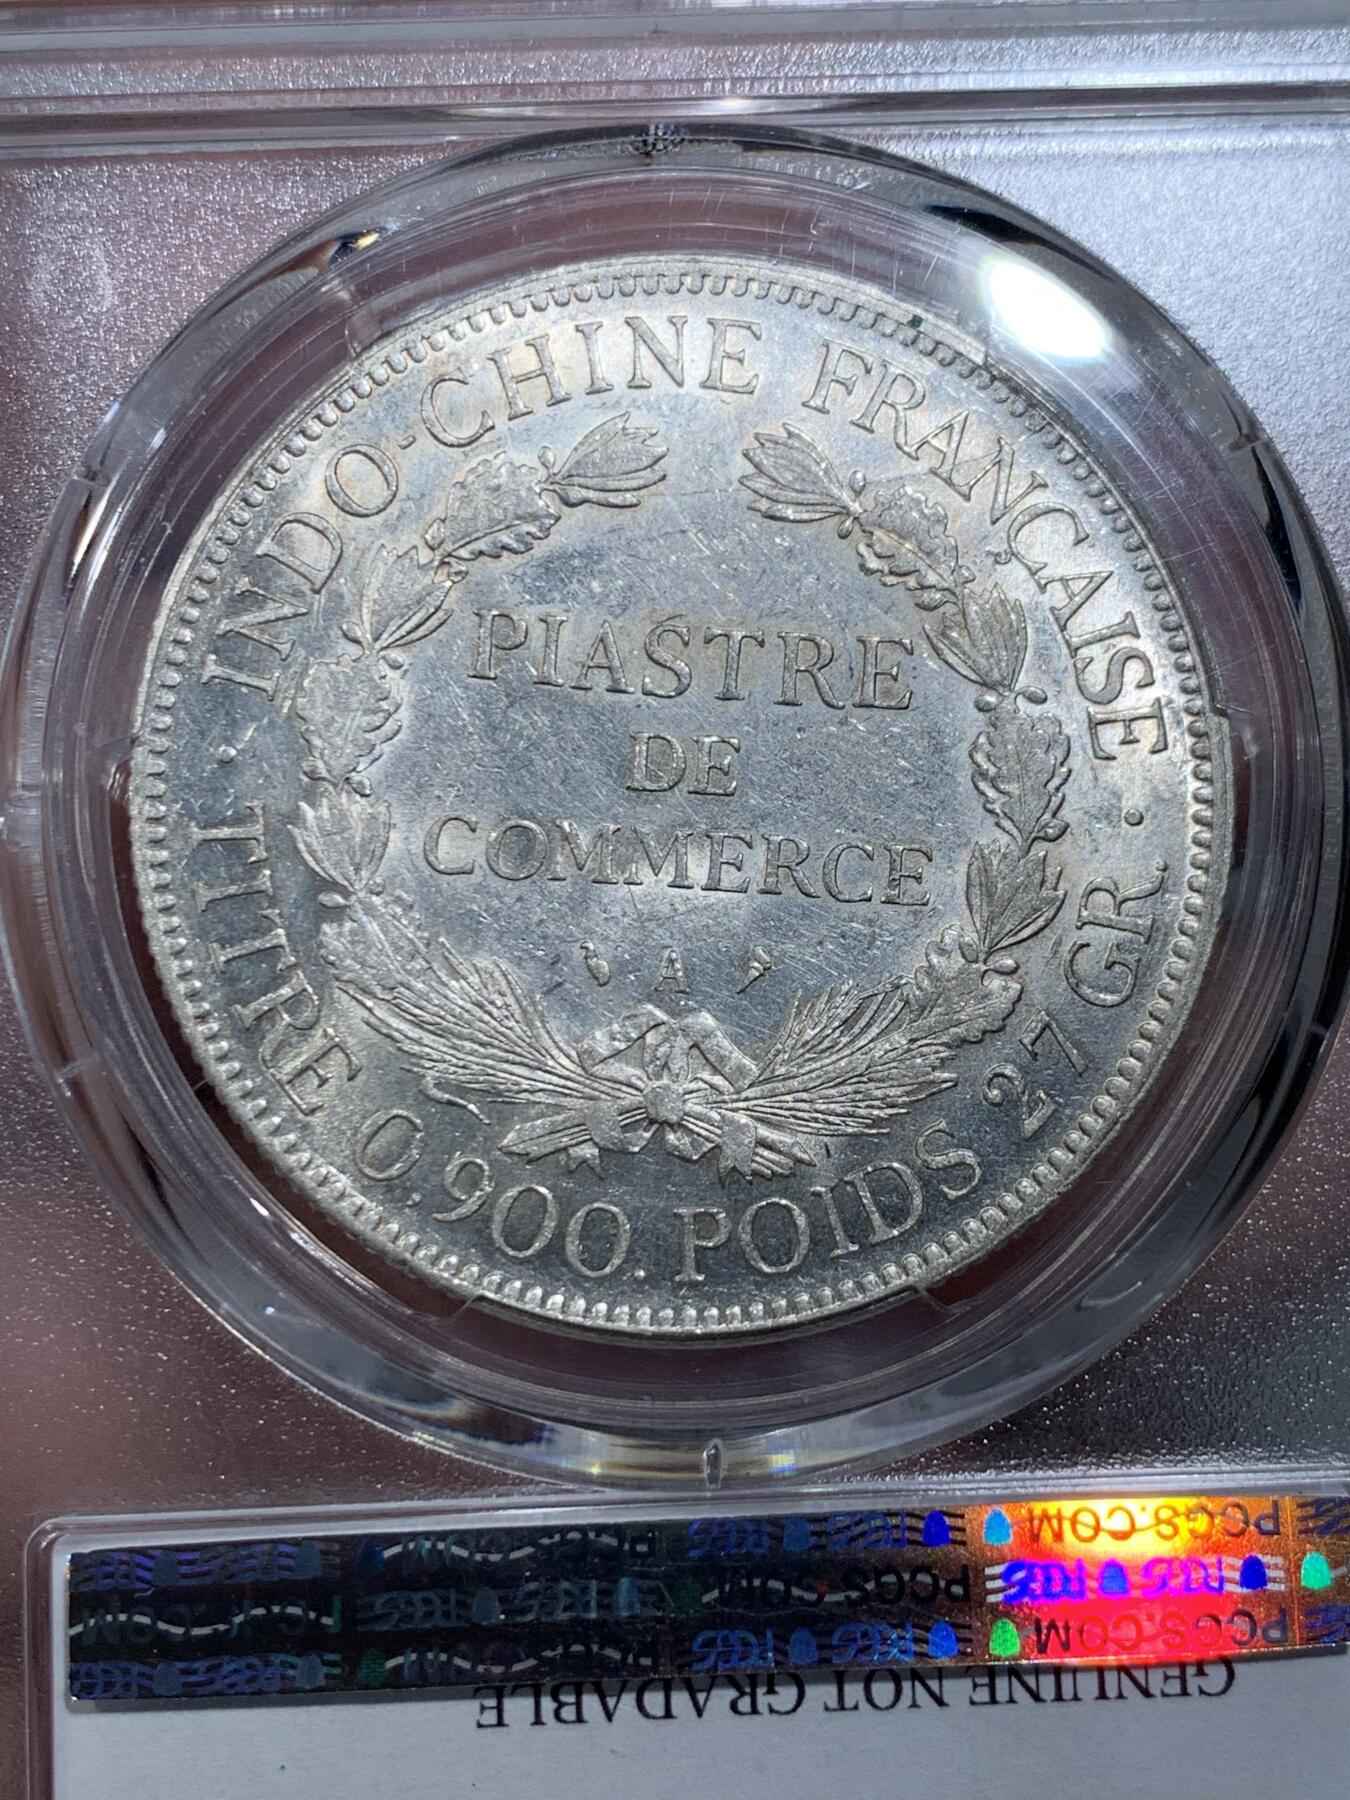 INDO-CHINE FRANÇAISE
PIASTRE
DE
COMMERCE
A
· TITRE 0,900. POIDS 27 GR. ·
PCGS.COM
PCGS.COM
PCGS.COM
GENUINE NOT GRADABLE